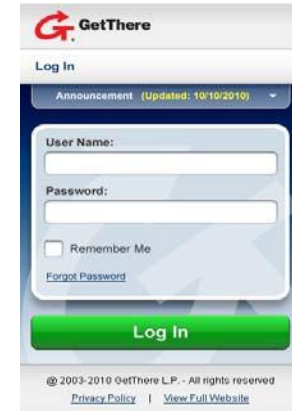 GetThere
Log In
Announcement (Updated: 10/10/2010)
User Name:
Password:
Remember Me
Forgot Password
Log In
@ 2003-2010 GetThere L.P. - All rights reserved
Privacy Policy | View Full Website